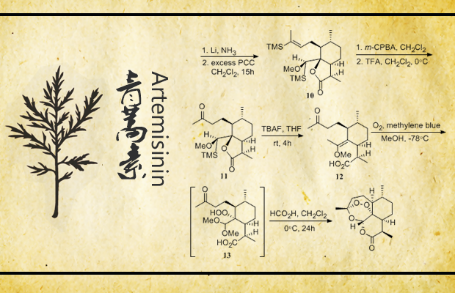 Artemisinin
青蒿素
1. Li, NH₃
2. excess PCC
CH₂Cl₂, 15h
TMS
H
MeO
TMS
O
O
H
H
10
1. m-CPBA, CH₂Cl₂
2. TFA, CH₂Cl₂, 0°C
O
H
MeO
TMS
O
O
H
H
11
TBAF, THF
rt, 4h
O
OMe
HO₂C
H
H
12
O₂, methylene blue
MeOH, -78°C
O
HOO
MeO
OMe
HO₂C
H
H
13
HCO₂H, CH₂Cl₂
0°C, 24h
H
O
O
O
H
O
H
O